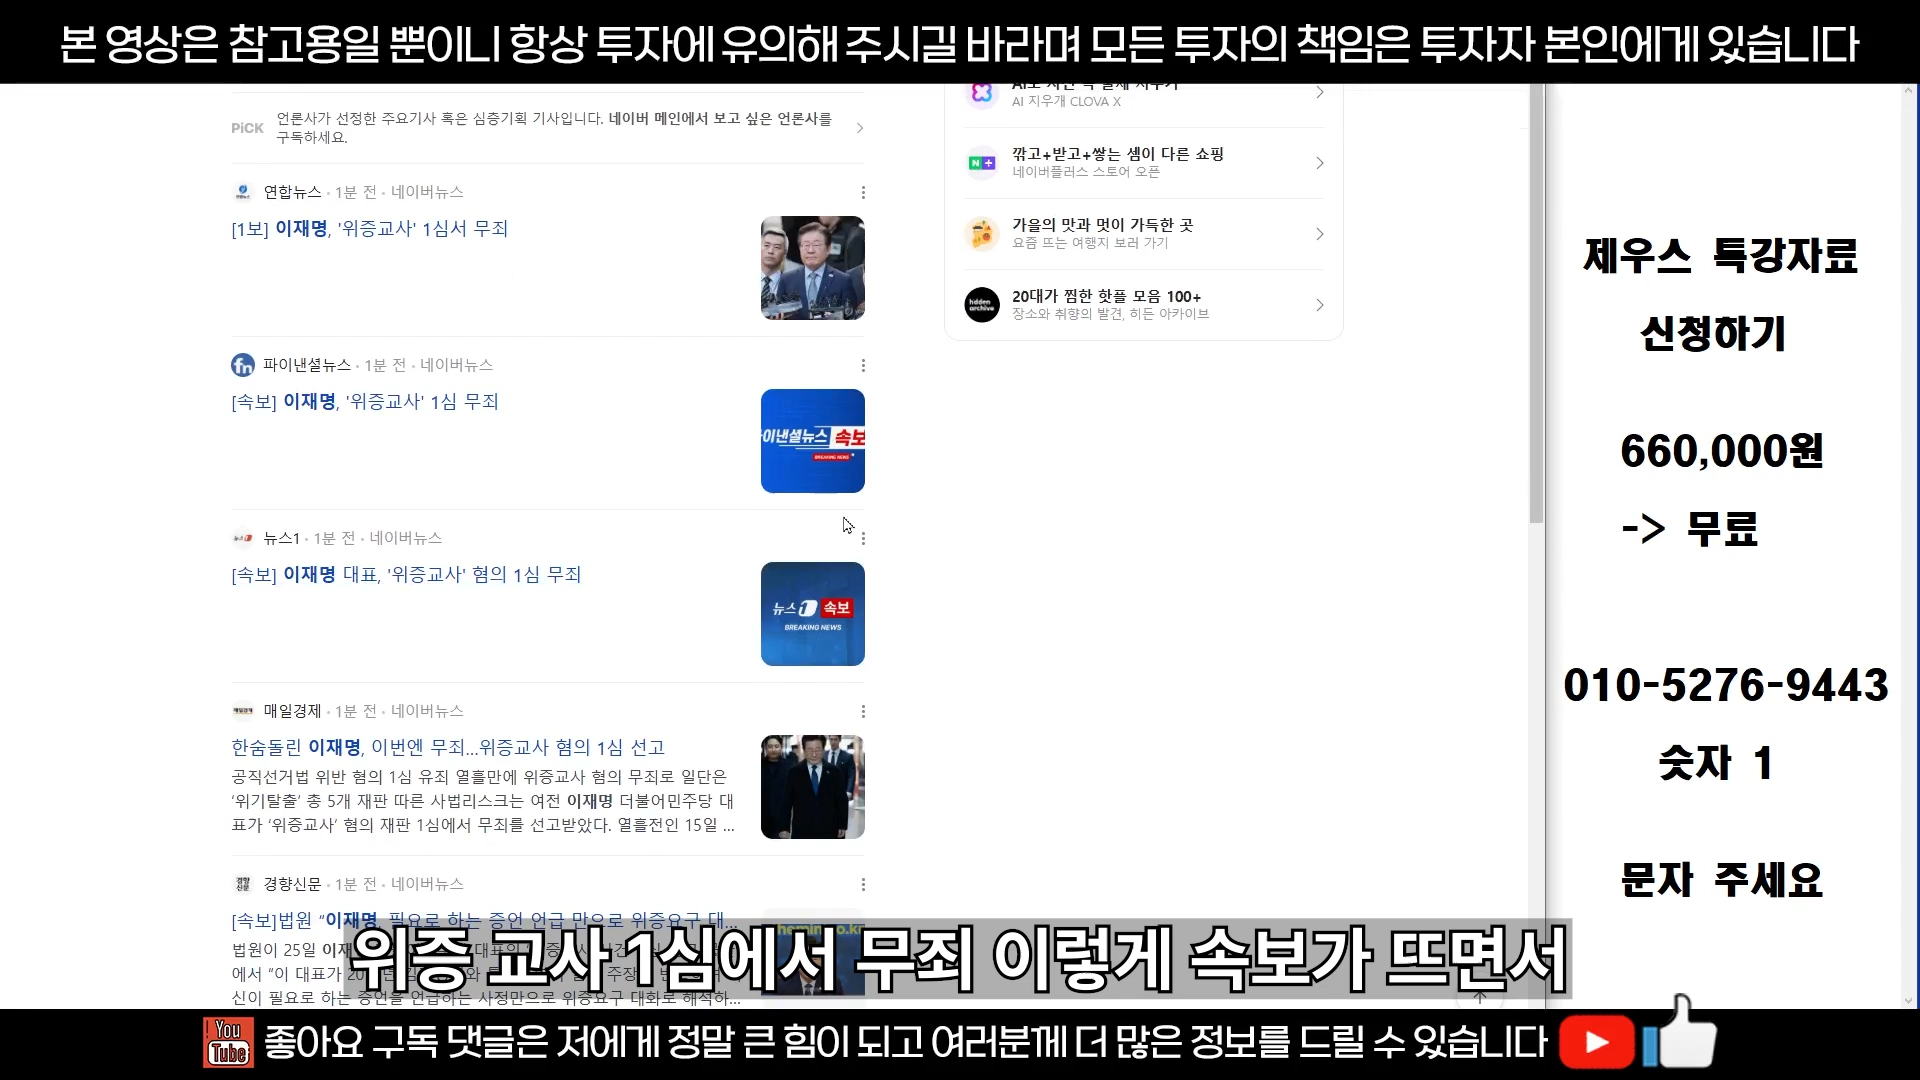 본 영상은 참고용일 뿐이니 항상 투자에 유의해 주시길 바라며 모든 투자의 책임은 투자자 본인에게 있습니다
PiCK
언론사가 선정한 주요기사 혹은 심층기획 기사입니다. 네이버 메인에서 보고 싶은 언론사를
구독하세요.
연합뉴스 · 1분 전 · 네이버뉴스
[1보] 이재명, '위증교사' 1심서 무죄
파이낸셜뉴스 · 1분 전 · 네이버뉴스
[속보] 이재명, '위증교사' 1심 무죄
파이낸셜뉴스 속보
BREAKING NEWS
뉴스1 · 1분 전 · 네이버뉴스
[속보] 이재명 대표, '위증교사' 혐의 1심 무죄
뉴스1 속보
BREAKING NEWS
매일경제 · 1분 전 · 네이버뉴스
한숨돌린 이재명, 이번엔 무죄...위증교사 혐의 1심 선고
공직선거법 위반 혐의 1심 유죄 열흘만에 위증교사 혐의 무죄로 일단은
‘위기탈출’ 총 5개 재판 따른 사법리스크는 여전 이재명 더불어민주당 대
표가 ‘위증교사’ 혐의 재판 1심에서 무죄를 선고받았다. 열흘전인 15일 ...
경향신문 · 1분 전 · 네이버뉴스
[속보]법원 “이재명, 필요로 하는 증언 언급 만으로 위증요구 대...
법원이 25일
에서 “이 대표가
신이 필요로 하는 증언을 언급하는 사정만으로 위증요구 대화로 해석하...
AI 지우개 CLOVA X
깎고+받고+쌓는 셈이 다른 쇼핑
네이버플러스 스토어 오픈
가을의 맛과 멋이 가득한 곳
요즘 뜨는 여행지 보러 가기
hidden
archive
20대가 찜한 핫플 모음 100+
장소와 취향의 발견, 히든 아카이브
제우스 특강자료
신청하기
660,000원
-> 무료
010-5276-9443
숫자 1
문자 주세요
위증 교사 1심에서 무죄 이렇게 속보가 뜨면서
You
Tube
좋아요 구독 댓글은 저에게 정말 큰 힘이 되고 여러분께 더 많은 정보를 드릴 수 있습니다